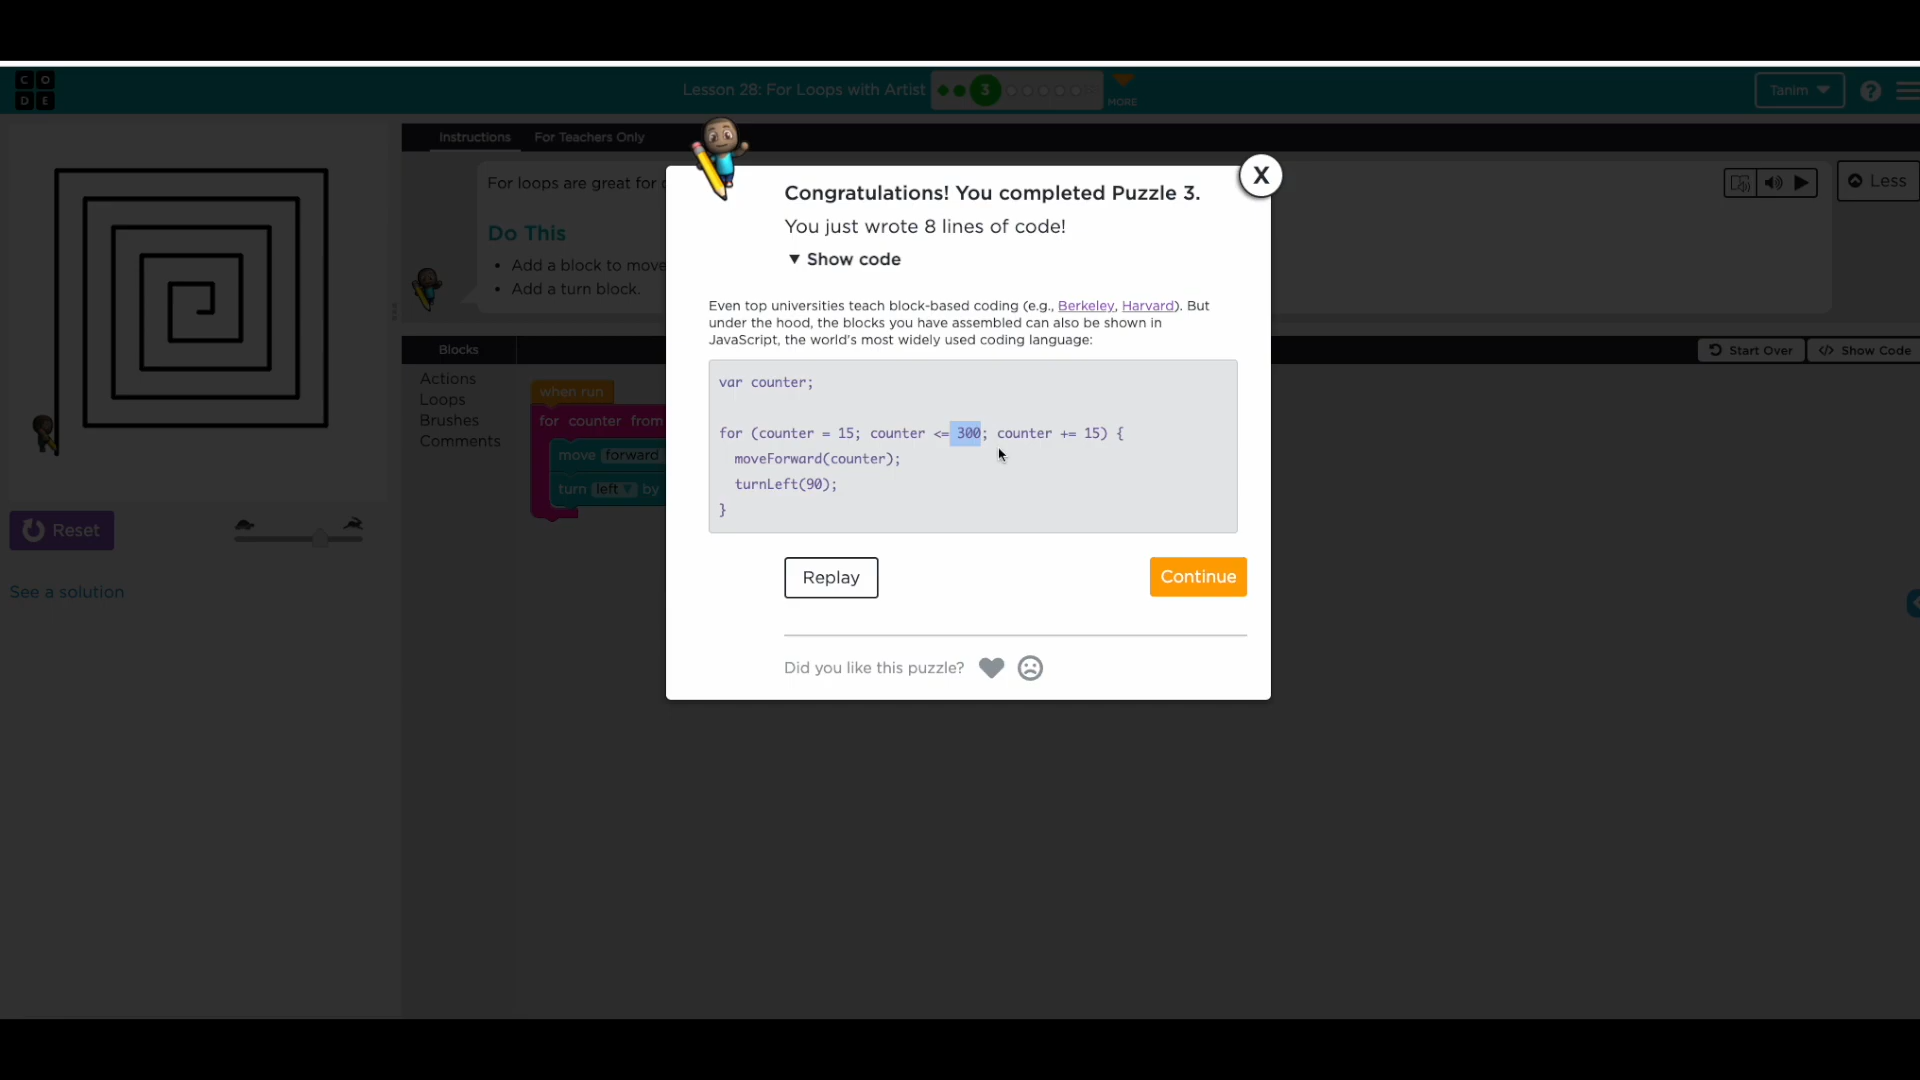 C O
D E
Lesson 28: For Loops with Artist
3
MORE
Tanim
?
Instructions
For Teachers Only
For loops are great for
Do This
• Add a block to move
• Add a turn block.
Less
Blocks
Start Over
</> Show Code
Actions
Loops
Brushes
Comments
when run
for counter from
move forward
turn left by
Reset
See a solution
X
Congratulations! You completed Puzzle 3.
You just wrote 8 lines of code!
▼ Show code
Even top universities teach block-based coding (e.g., Berkeley, Harvard). But
under the hood, the blocks you have assembled can also be shown in
JavaScript, the world's most widely used coding language:
var counter;
for (counter = 15; counter <= 300; counter += 15) {
moveForward(counter);
turnLeft(90);
}
Replay
Continue
Did you like this puzzle?